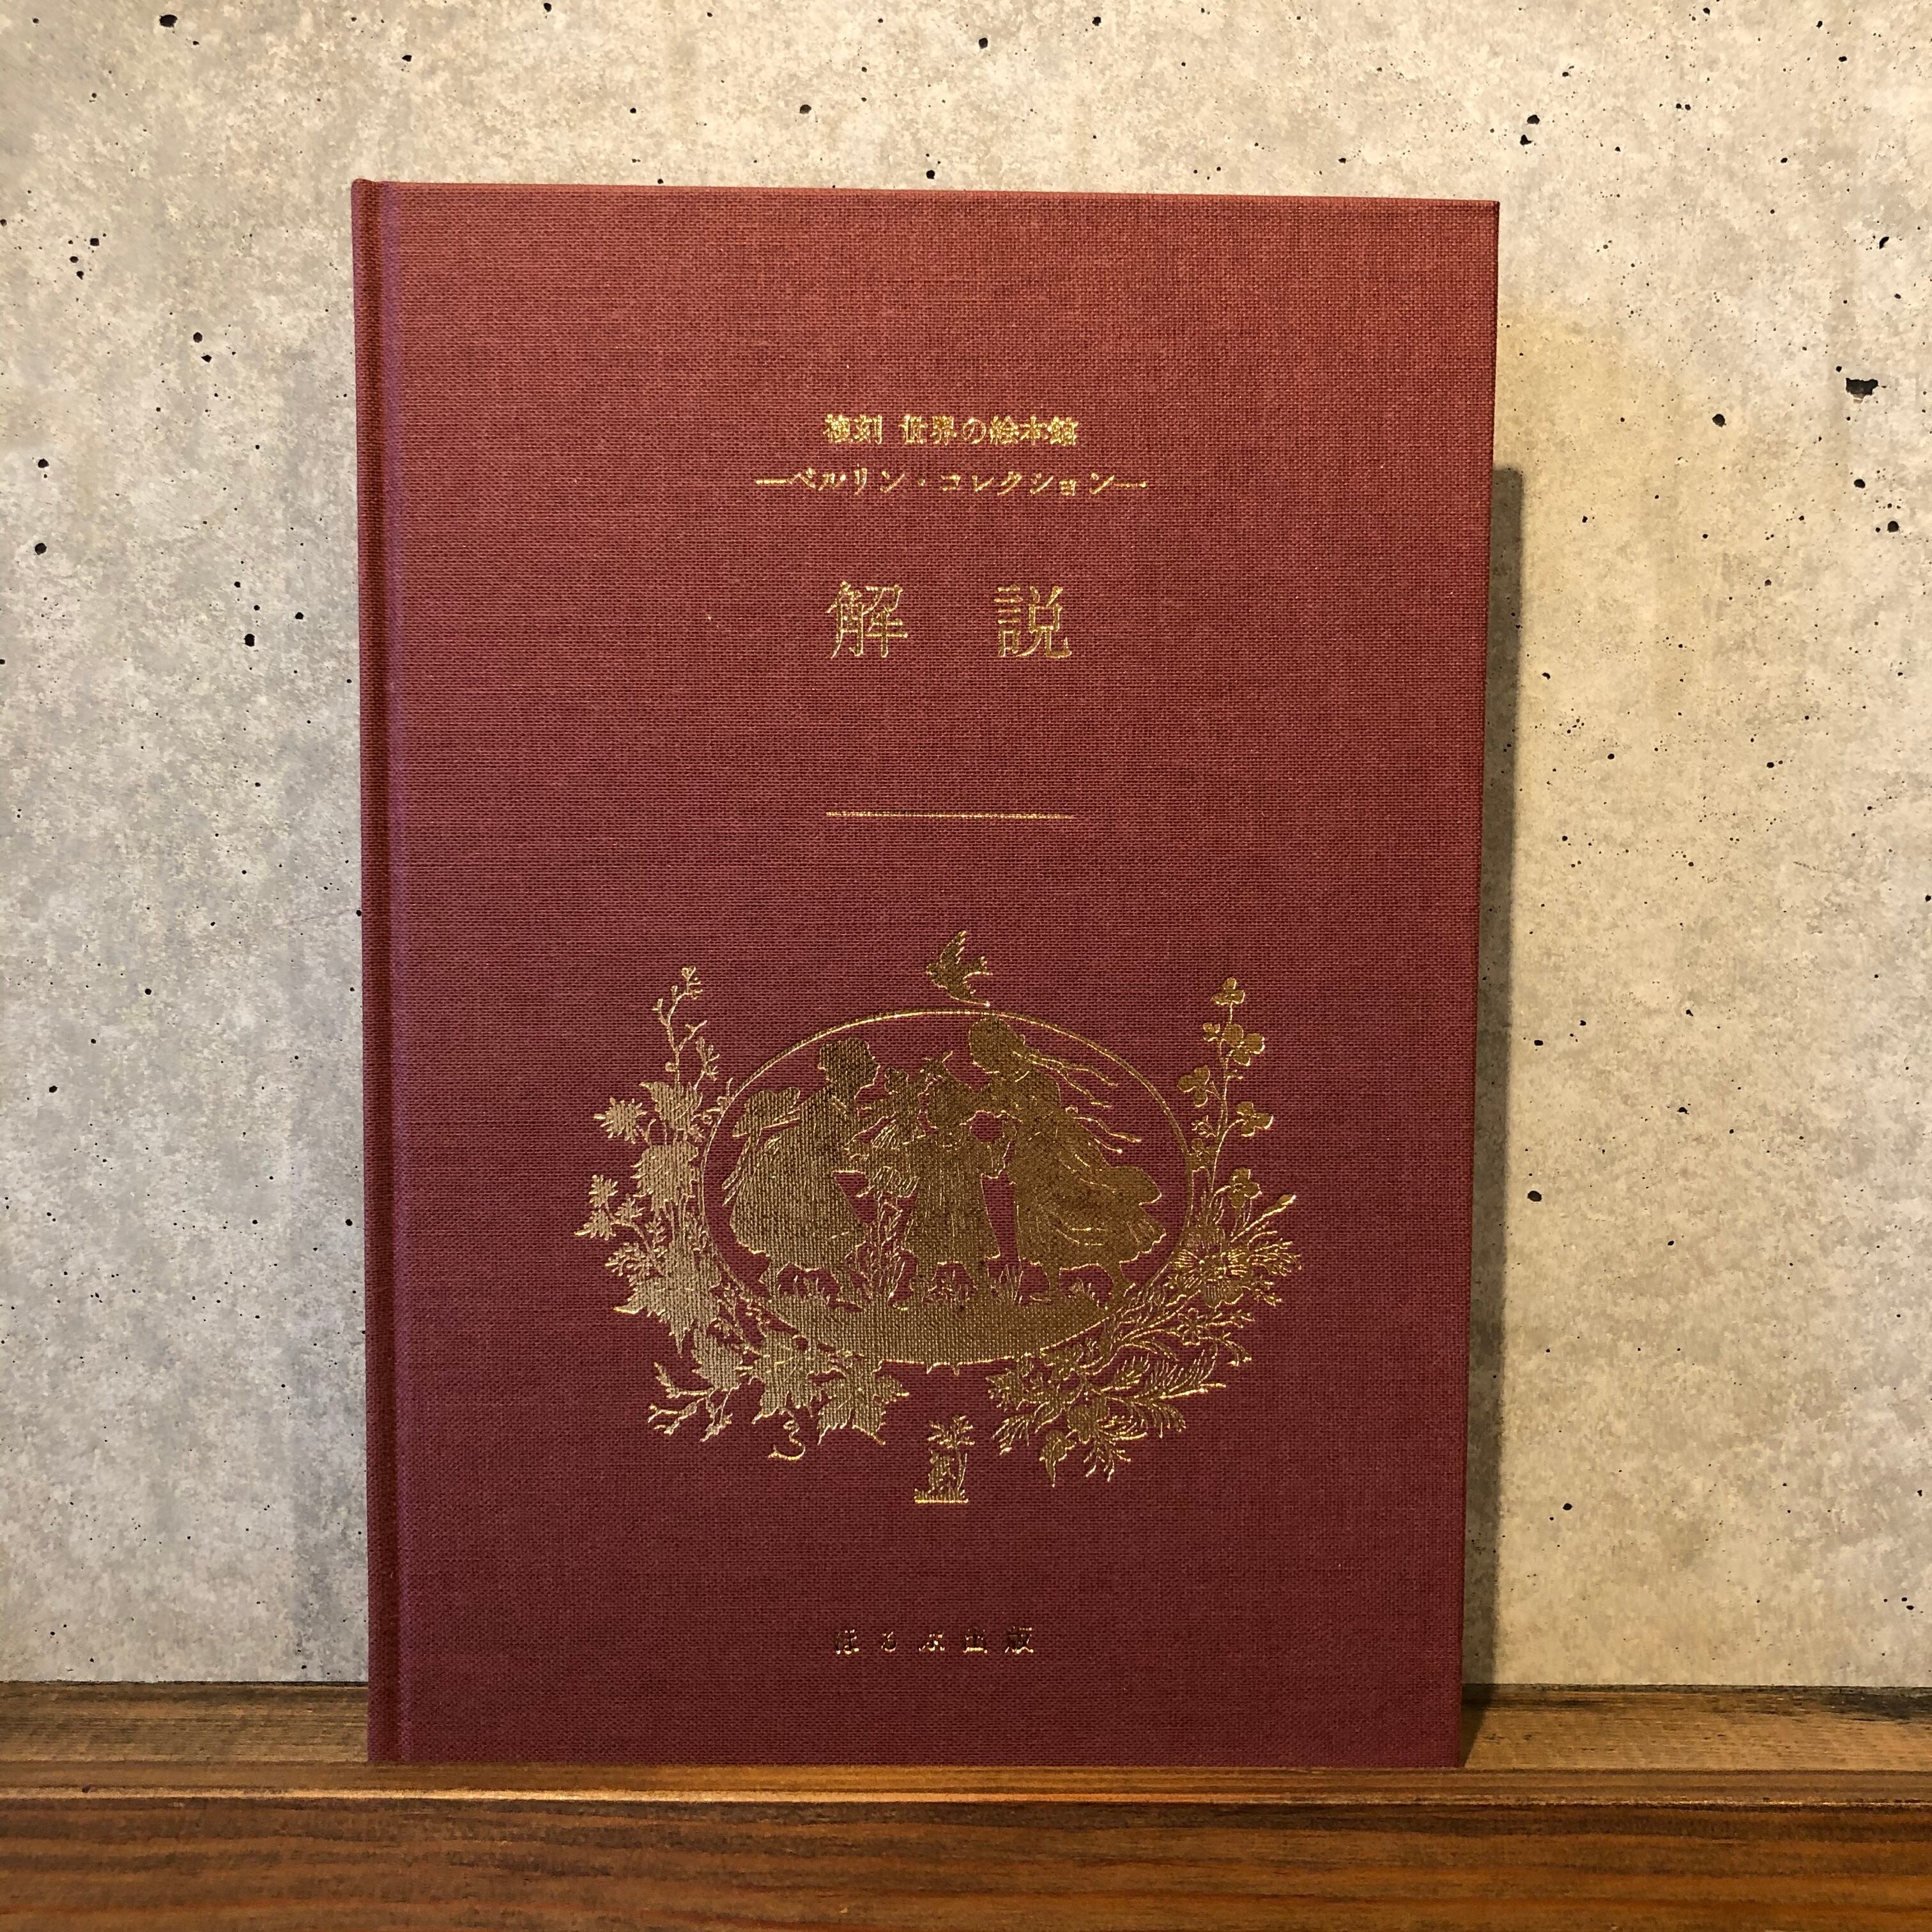 復刻 世界の絵本館
―ベルリン・コレクション―
解 説
ほるぷ出版